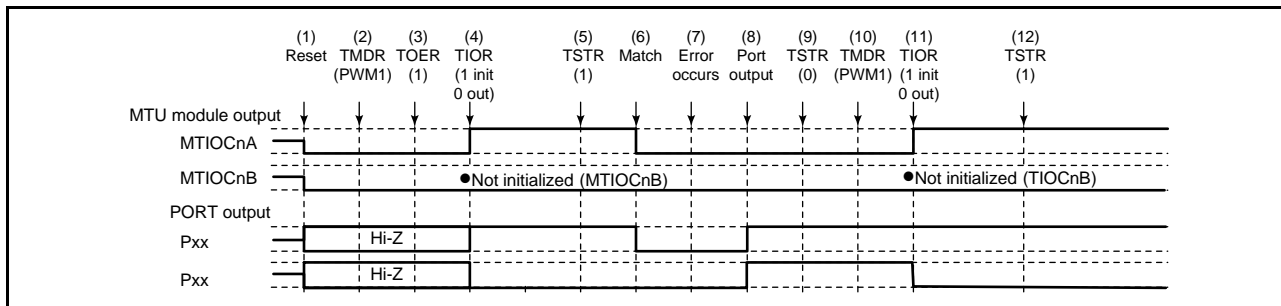 (1) (2) (3) (4) (5) (6) (7) (8) (9) (10) (11) (12)
Reset TMDR TOER TIOR TSTR Match Error Port TSTR TMDR TIOR TSTR
(PWM1) (1) (1 init (1) occurs output (0) (PWM1) (1 init (1)
0 out) 0 out)
MTU module output
MTIOCnA
MTIOCnB ●Not initialized (MTIOCnB) ●Not initialized (TIOCnB)
PORT output
Pxx Hi-Z
Pxx Hi-Z